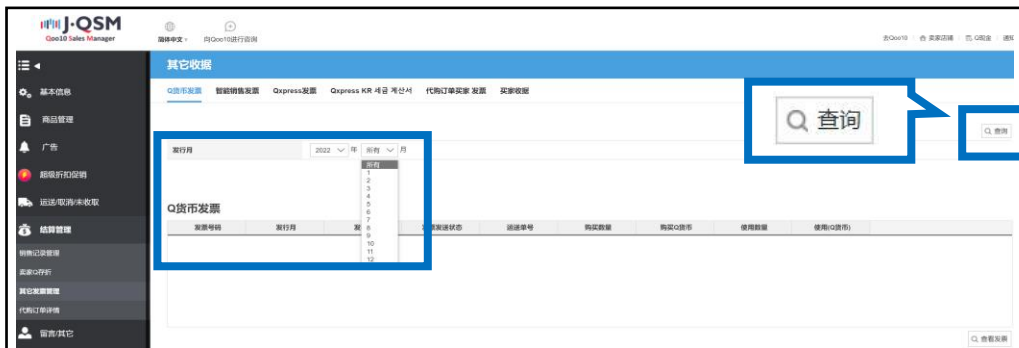 J·QSM
Qoo10 Sales Manager
简体中文
向Qoo10进行咨询
去Qoo10
卖家店铺
Q现金
通知
其它收据
基本信息
商品管理
广告
超级折扣促销
运送/取消/未收取
结算管理
销售记录管理
卖家Q存折
其它发票管理
代购订单详情
留言/其它
Q货币发票
智能销售发票
Qxpress发票
Qxpress KR 세금 계산서
代购订单买家 发票
买家收据
查询
查询
发行月
2022 年 所有 月
所有
1
2
3
4
5
6
7
8
9
10
11
12
Q货币发票
发票号码
发行月
发送状态
运送单号
购买数量
购买Q货币
使用数量
使用(Q货币)
查看发票